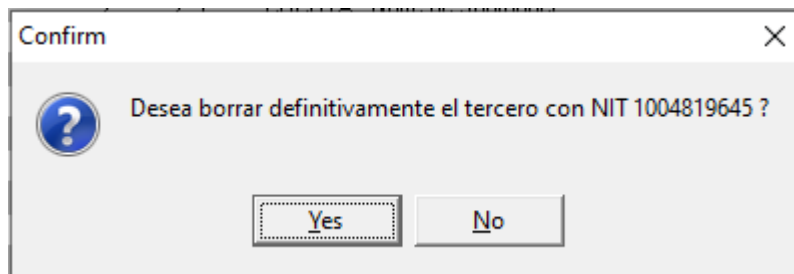 Confirm
Desea borrar definitivamente el tercero con NIT 1004819645 ?
Yes
No